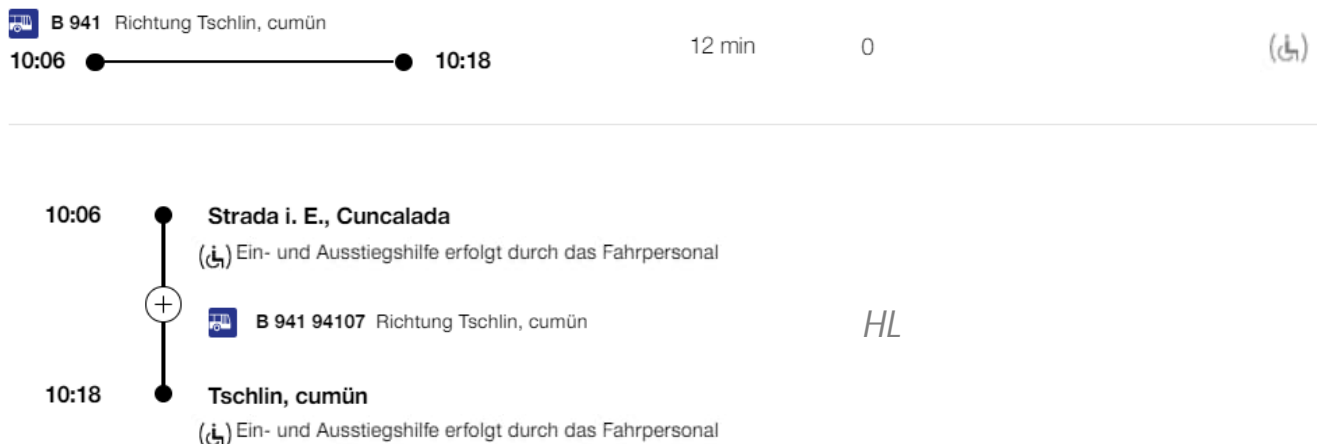 B 941 Richtung Tschlin, cumün
10:06 10:18 12 min 0
10:06 Strada i. E., Cuncalada
Ein- und Ausstiegshilfe erfolgt durch das Fahrpersonal
B 941 94107 Richtung Tschlin, cumün HL
10:18 Tschlin, cumün
Ein- und Ausstiegshilfe erfolgt durch das Fahrpersonal